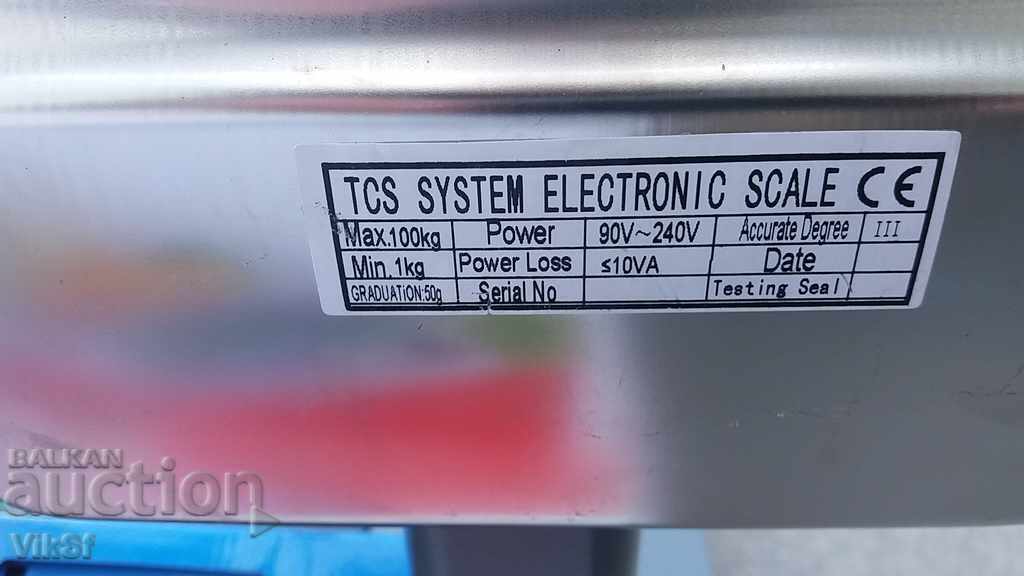 TCS SYSTEM ELECTRONIC SCALE CE
Max.100kg Power 90V~240V Accurate Degree III
Min.1kg Power Loss ≤10VA Date
GRADUATION:50g Serial No Testing Seal
BALKAN
auction
VikSf